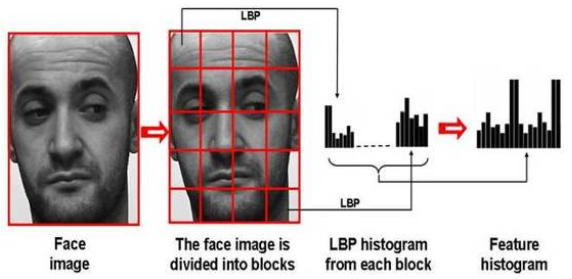 LBP
LBP
Face
image
The face image is
divided into blocks
LBP histogram
from each block
Feature
histogram